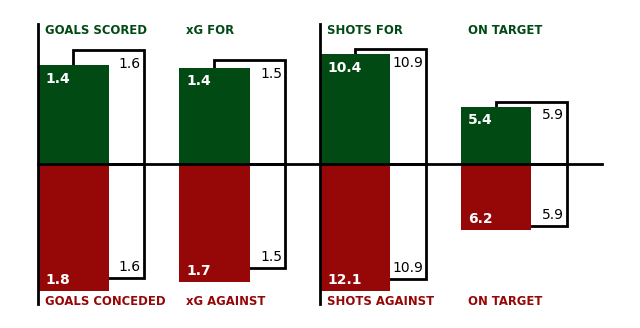 GOALS SCORED xG FOR SHOTS FOR ON TARGET
1.4 1.6 1.4 1.5 10.4 10.9 5.4 5.9
1.8 1.6 1.7 1.5 12.1 10.9 6.2 5.9
GOALS CONCEDED xG AGAINST SHOTS AGAINST ON TARGET